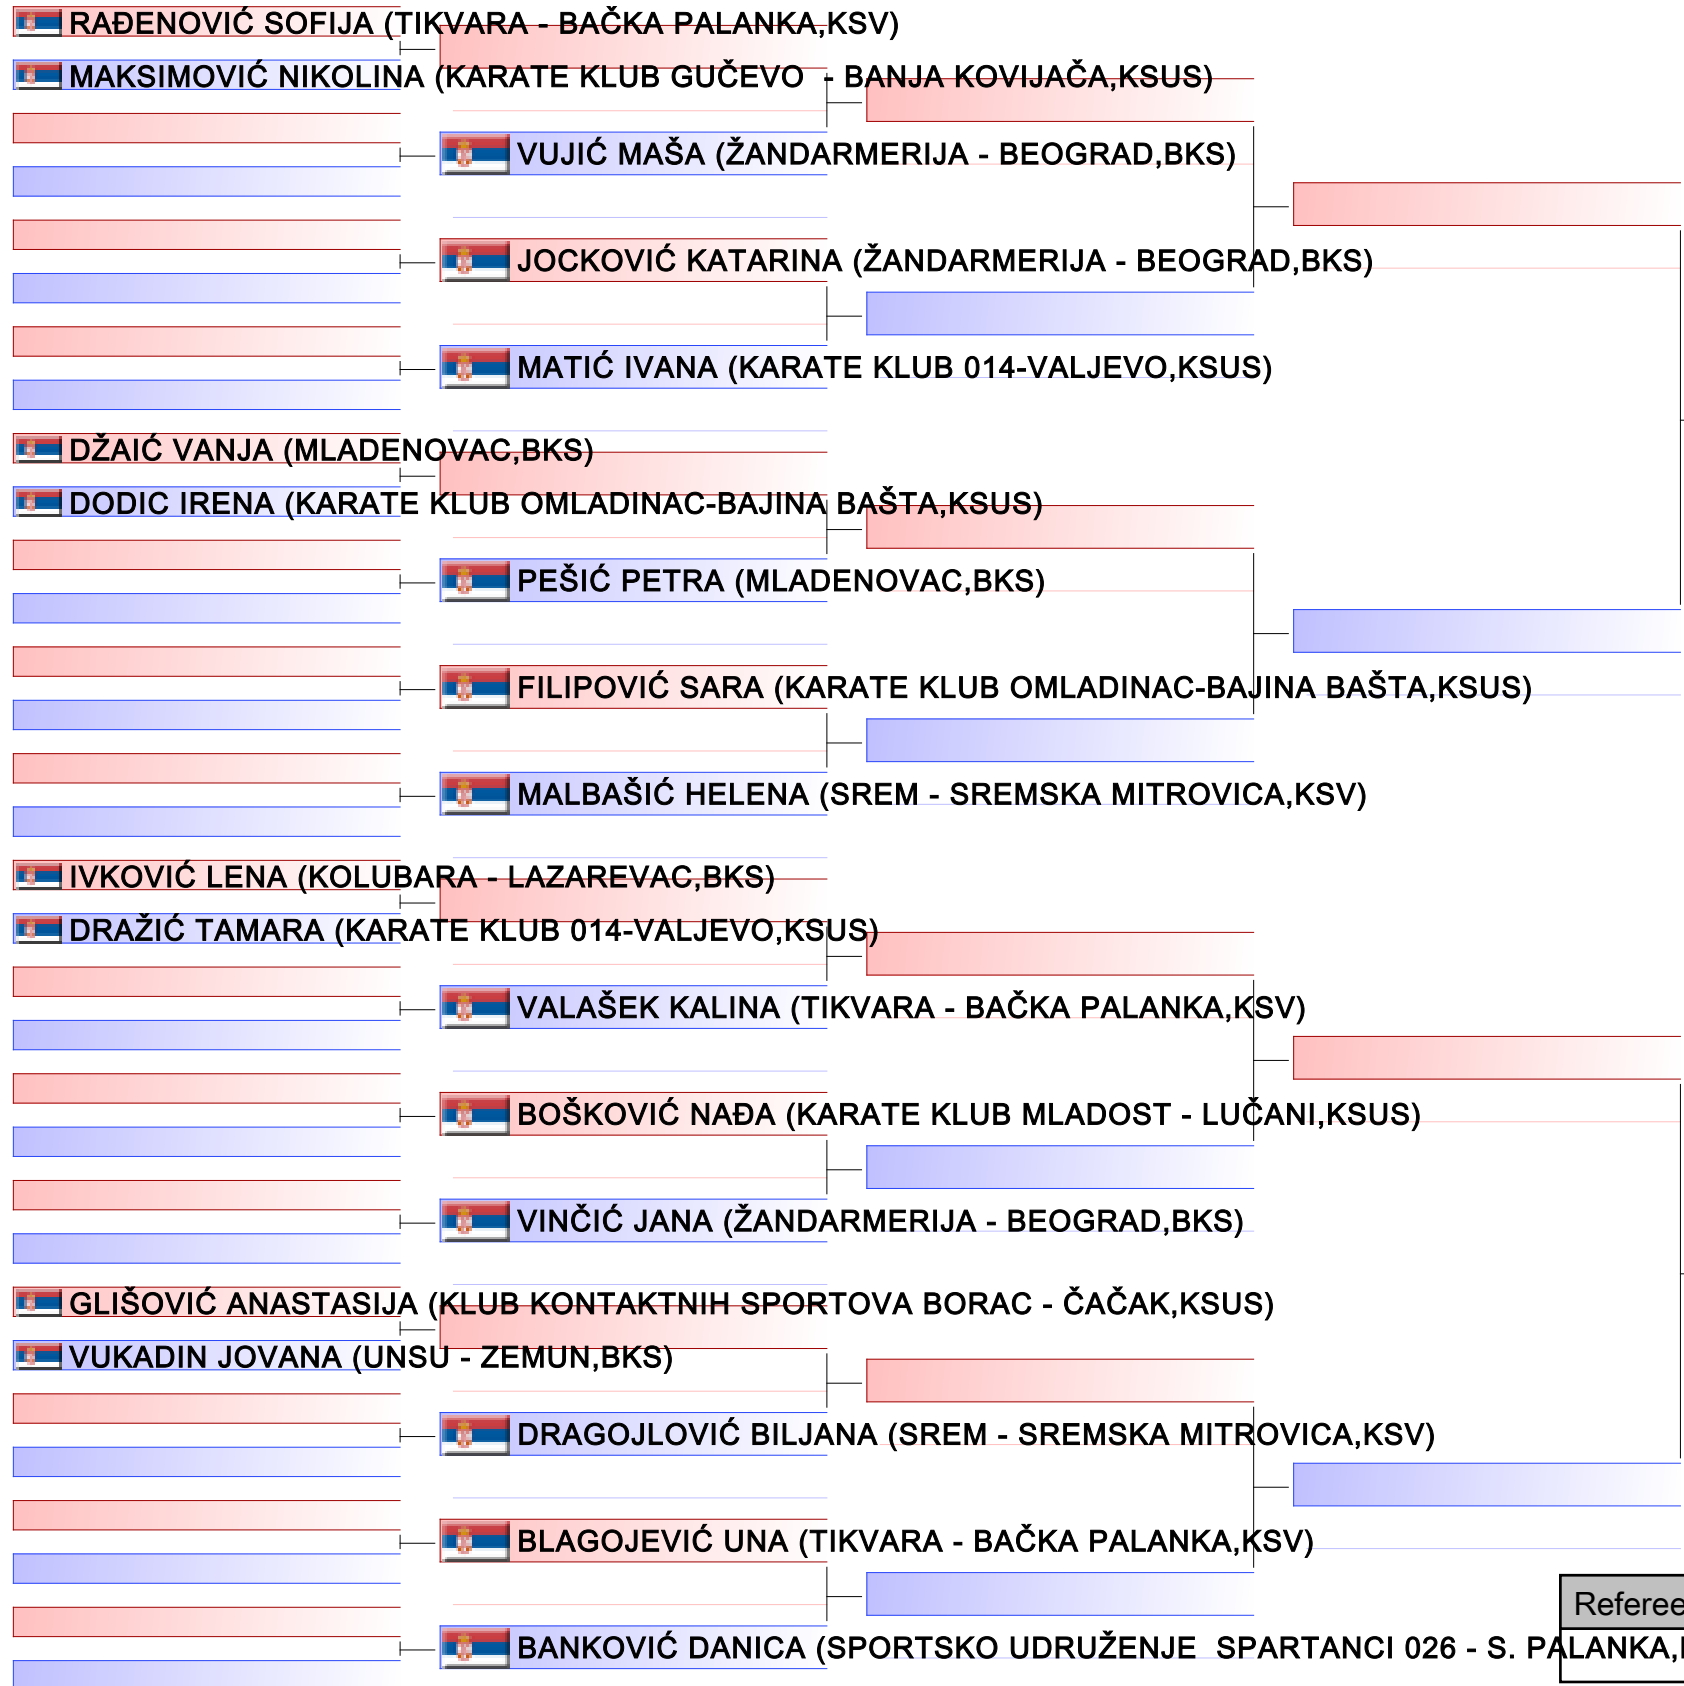 RAĐENOVIĆ SOFIJA (TIKVARA - BAČKA PALANKA,KSV)
MAKSIMOVIĆ NIKOLINA (KARATE KLUB GUČEVO  - BANJA KOVIJAČA,KSUS)
VUJIĆ MAŠA (ŽANDARMERIJA - BEOGRAD,BKS)
JOCKOVIĆ KATARINA (ŽANDARMERIJA - BEOGRAD,BKS)
MATIĆ IVANA (KARATE KLUB 014-VALJEVO,KSUS)
DŽAIĆ VANJA (MLADENOVAC,BKS)
DODIC IRENA (KARATE KLUB OMLADINAC-BAJINA BAŠTA,KSUS)
PEŠIĆ PETRA (MLADENOVAC,BKS)
FILIPOVIĆ SARA (KARATE KLUB OMLADINAC-BAJINA BAŠTA,KSUS)
MALBAŠIĆ HELENA (SREM - SREMSKA MITROVICA,KSV)
IVKOVIĆ LENA (KOLUBARA - LAZAREVAC,BKS)
DRAŽIĆ TAMARA (KARATE KLUB 014-VALJEVO,KSUS)
VALAŠEK KALINA (TIKVARA - BAČKA PALANKA,KSV)
BOŠKOVIĆ NAĐA (KARATE KLUB MLADOST - LUČANI,KSUS)
VINČIĆ JANA (ŽANDARMERIJA - BEOGRAD,BKS)
GLIŠOVIĆ ANASTASIJA (KLUB KONTAKTNIH SPORTOVA BORAC - ČAČAK,KSUS)
VUKADIN JOVANA (UNSU - ZEMUN,BKS)
DRAGOJLOVIĆ BILJANA (SREM - SREMSKA MITROVICA,KSV)
BLAGOJEVIĆ UNA (TIKVARA - BAČKA PALANKA,KSV)
Referee
BANKOVIĆ DANICA (SPORTSKO UDRUŽENJE  SPARTANCI 026 - S. PALANKA,